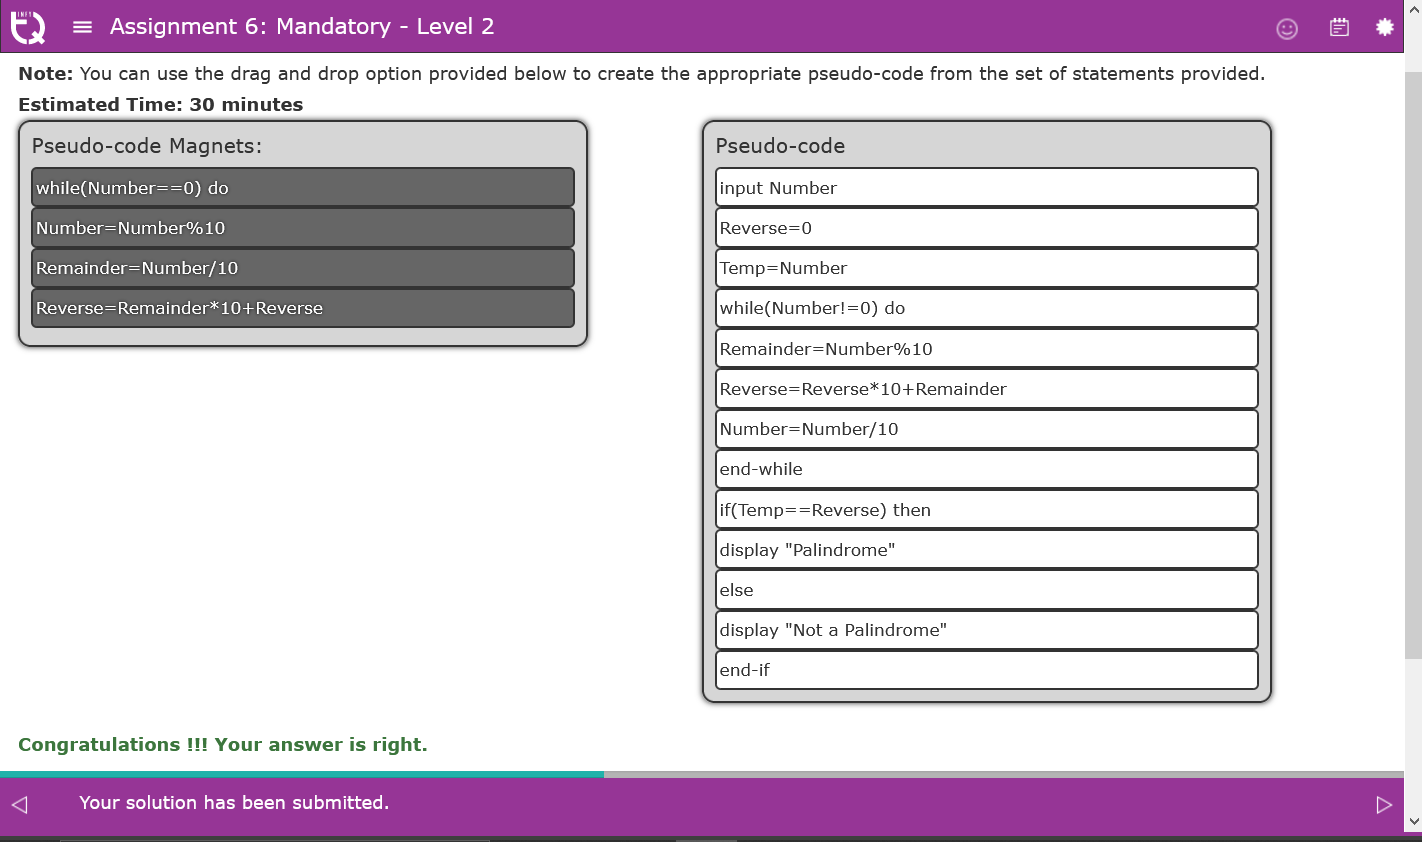 INFY
TQ
Assignment 6: Mandatory - Level 2
Note: You can use the drag and drop option provided below to create the appropriate pseudo-code from the set of statements provided.
Estimated Time: 30 minutes
Pseudo-code Magnets:
while(Number==0) do
Number=Number%10
Remainder=Number/10
Reverse=Remainder*10+Reverse
Pseudo-code
input Number
Reverse=0
Temp=Number
while(Number!=0) do
Remainder=Number%10
Reverse=Reverse*10+Remainder
Number=Number/10
end-while
if(Temp==Reverse) then
display "Palindrome"
else
display "Not a Palindrome"
end-if
Congratulations !!! Your answer is right.
Your solution has been submitted.